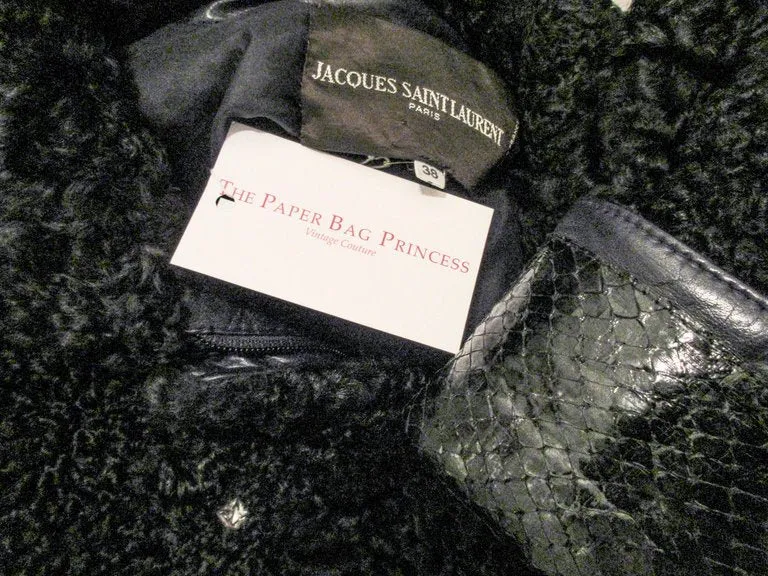 JACQUES SAINT LAURENT
PARIS
38
THE PAPER BAG PRINCESS
Vintage Couture